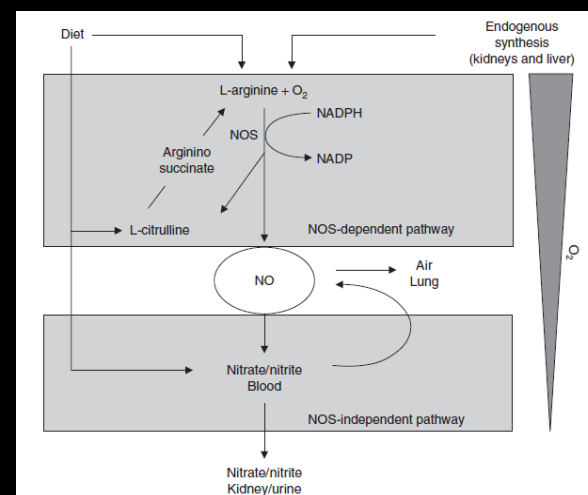 Diet
Endogenous
synthesis
(kidneys and liver)
L-arginine + O₂
NADPH
NOS
NADP
Arginino
succinate
L-citrulline
NOS-dependent pathway
O₂
NO
Air
Lung
Nitrate/nitrite
Blood
NOS-independent pathway
Nitrate/nitrite
Kidney/urine